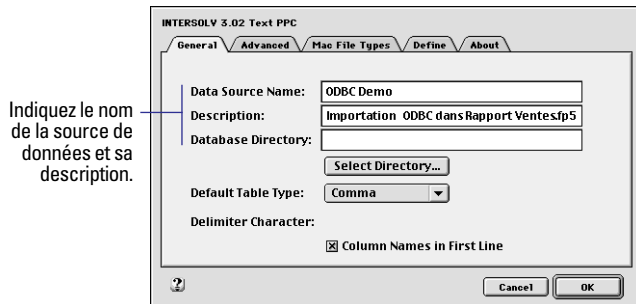 INTERSOLV 3.02 Text PPC
General
Advanced
Mac File Types
Define
About
Indiquez le nom
de la source de
données et sa
description.
Data Source Name: ODBC Demo
Description: Importation ODBC dans Rapport Ventes.fp5
Database Directory:
Select Directory...
Default Table Type: Comma
Delimiter Character:
Column Names in First Line
?
Cancel
OK